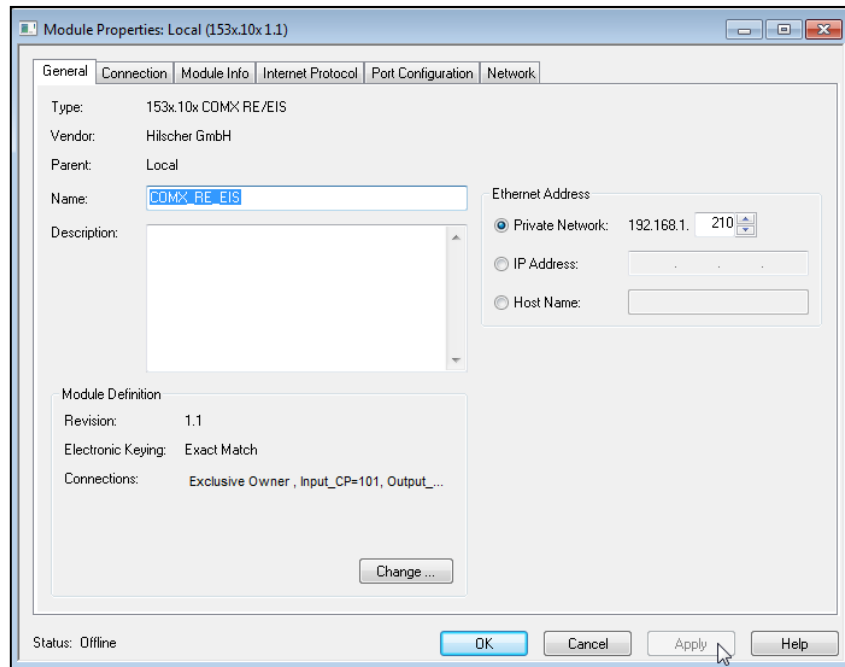 Module Properties: Local (153x.10x 1.1)
General Connection Module Info Internet Protocol Port Configuration Network
Type: 153x.10x COMX RE/EIS
Vendor: Hilscher GmbH
Parent: Local
Name: COMX_RE_EIS
Description:
Ethernet Address
Private Network: 192.168.1. 210
IP Address: . . .
Host Name:
Module Definition
Revision: 1.1
Electronic Keying: Exact Match
Connections: Exclusive Owner , Input_CP=101, Output_...
Change ...
Status: Offline
OK Cancel Apply Help